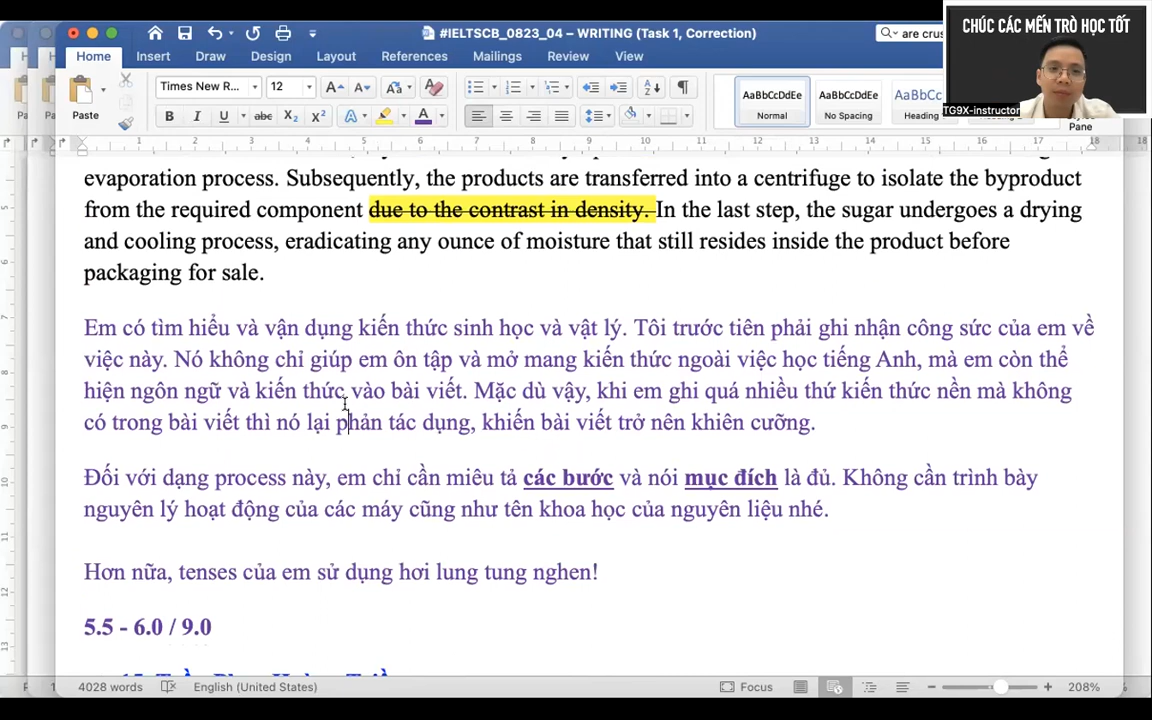 CHÚC CÁC MẾN TRÒ HỌC TỐT
TG9X-instructor
#IELTSCB_0823_04 – WRITING (Task 1, Correction)
are crus
Home Insert Draw Design Layout References Mailings Review View
Paste
Times New R... 12
AaBbCcDdEe AaBbCcDdEe AaBbCcDc
Normal No Spacing Heading
Pane
evaporation process. Subsequently, the products are transferred into a centrifuge to isolate the byproduct
from the required component due to the contrast in density. In the last step, the sugar undergoes a drying
and cooling process, eradicating any ounce of moisture that still resides inside the product before
packaging for sale.
Em có tìm hiểu và vận dụng kiến thức sinh học và vật lý. Tôi trước tiên phải ghi nhận công sức của em về
việc này. Nó không chỉ giúp em ôn tập và mở mang kiến thức ngoài việc học tiếng Anh, mà em còn thể
hiện ngôn ngữ và kiến thức vào bài viết. Mặc dù vậy, khi em ghi quá nhiều thứ kiến thức nền mà không
có trong bài viết thì nó lại phản tác dụng, khiến bài viết trở nên khiên cưỡng.
Đối với dạng process này, em chỉ cần miêu tả các bước và nói mục đích là đủ. Không cần trình bày
nguyên lý hoạt động của các máy cũng như tên khoa học của nguyên liệu nhé.
Hơn nữa, tenses của em sử dụng hơi lung tung nghen!
5.5 - 6.0 / 9.0
4028 words English (United States) Focus 208%